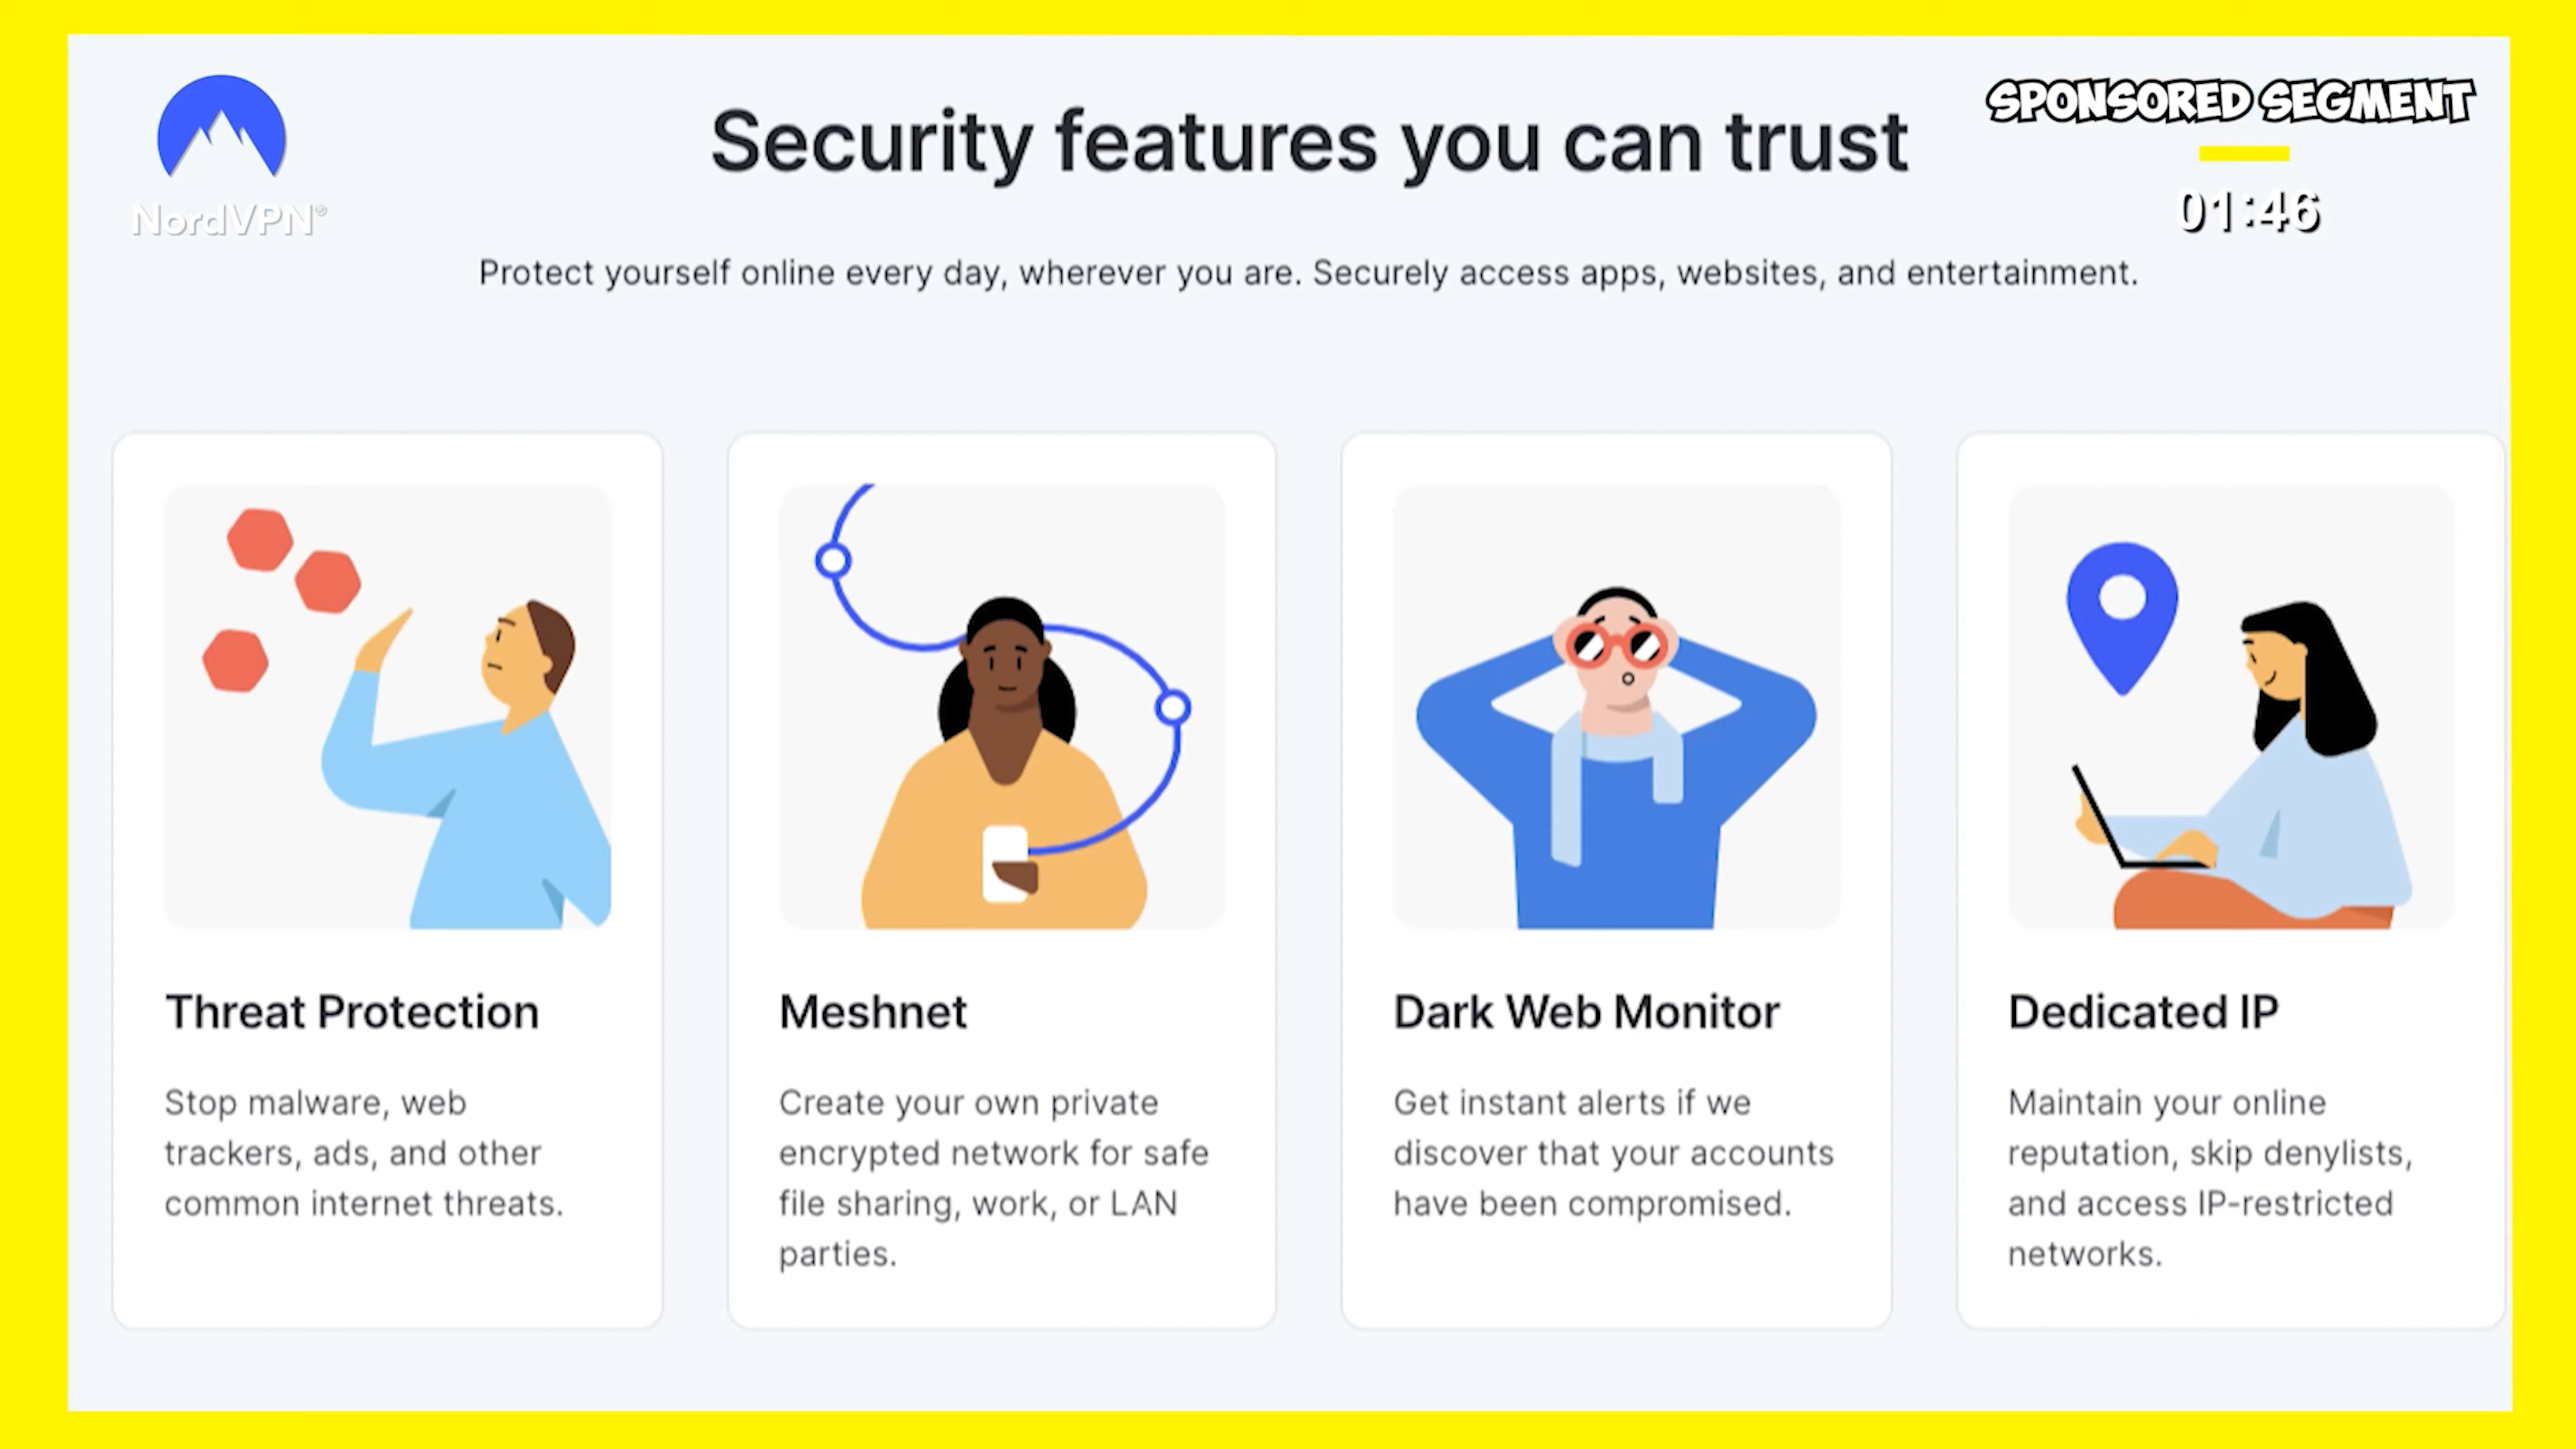 NordVPN®
Security features you can trust
SPONSORED SEGMENT
01:46
Protect yourself online every day, wherever you are. Securely access apps, websites, and entertainment.
Threat Protection
Stop malware, web
trackers, ads, and other
common internet threats.
Meshnet
Create your own private
encrypted network for safe
file sharing, work, or LAN
parties.
Dark Web Monitor
Get instant alerts if we
discover that your accounts
have been compromised.
Dedicated IP
Maintain your online
reputation, skip denylists,
and access IP-restricted
networks.